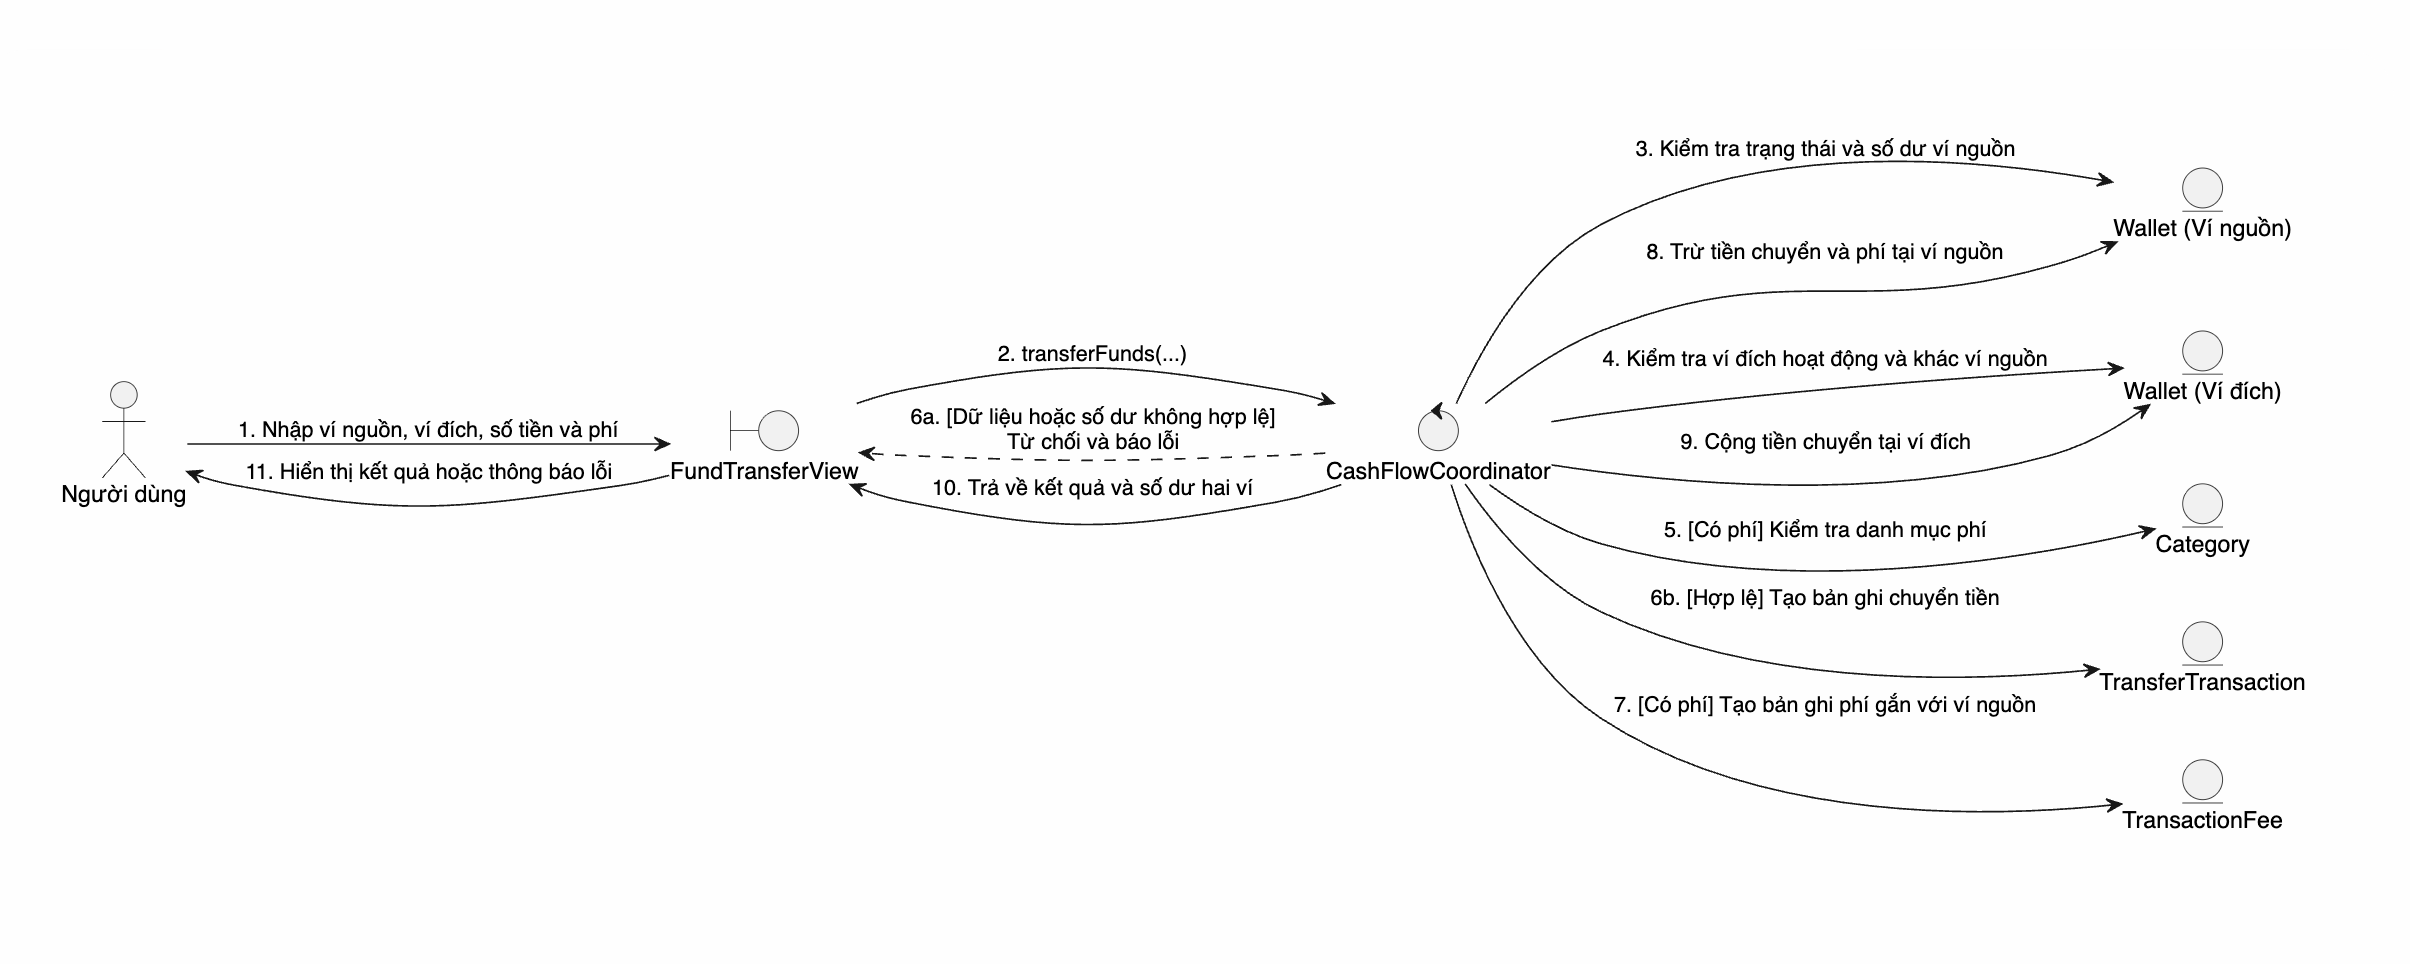 3. Kiểm tra trạng thái và số dư ví nguồn
Wallet (Ví nguồn)
8. Trừ tiền chuyển và phí tại ví nguồn
2. transferFunds(...)
4. Kiểm tra ví đích hoạt động và khác ví nguồn
Wallet (Ví đích)
6a. [Dữ liệu hoặc số dư không hợp lệ]
Từ chối và báo lỗi
1. Nhập ví nguồn, ví đích, số tiền và phí
9. Cộng tiền chuyển tại ví đích
11. Hiển thị kết quả hoặc thông báo lỗi
FundTransferView
CashFlowCoordinator
Người dùng
10. Trả về kết quả và số dư hai ví
5. [Có phí] Kiểm tra danh mục phí
Category
6b. [Hợp lệ] Tạo bản ghi chuyển tiền
TransferTransaction
7. [Có phí] Tạo bản ghi phí gắn với ví nguồn
TransactionFee